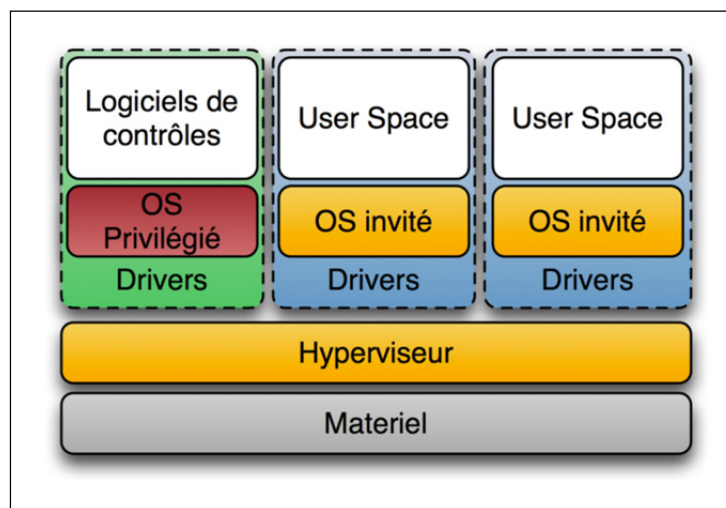 Logiciels de
contrôles
OS
Privilégié
Drivers
User Space
OS invité
Drivers
User Space
OS invité
Drivers
Hyperviseur
Materiel